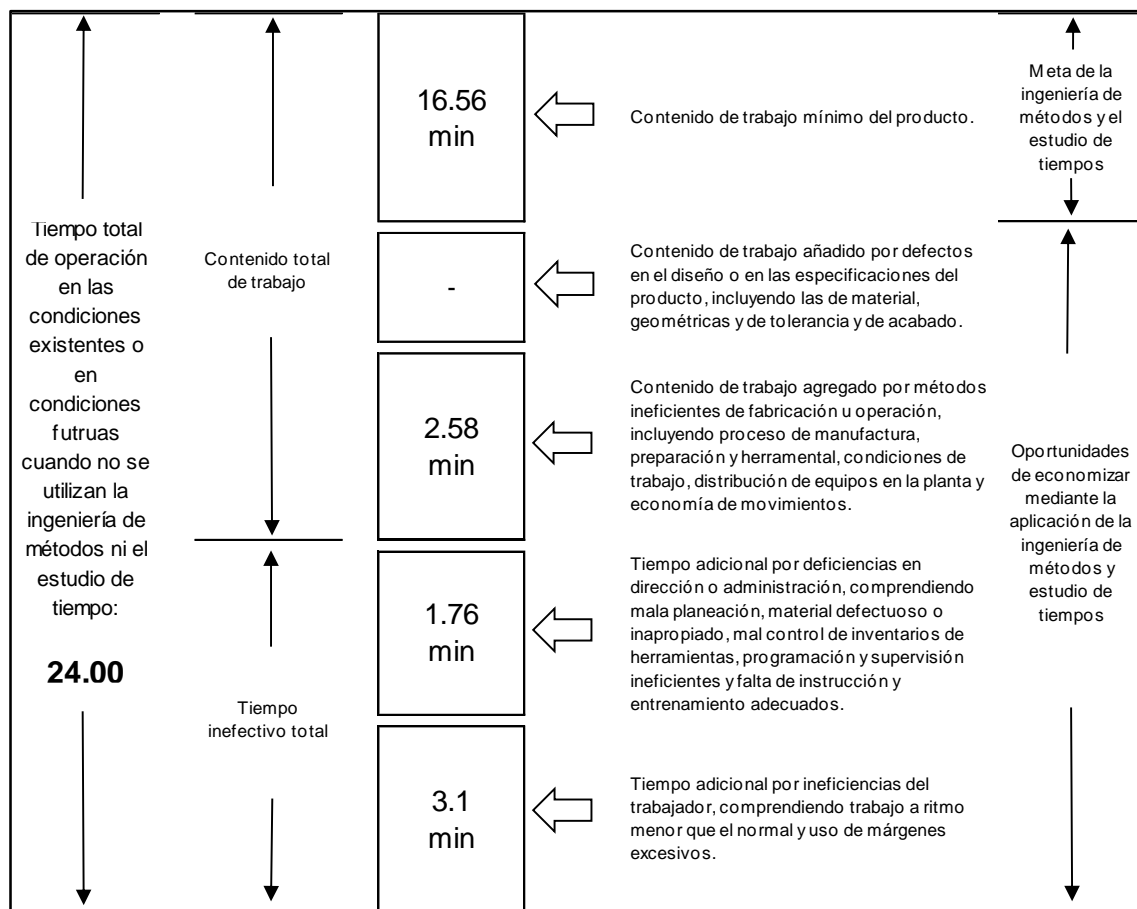 Tiempo total
de operación
en las
condiciones
existentes o
en
condiciones
futruas
cuando no se
utilizan la
ingeniería de
métodos ni el
estudio de
tiempo:
24.00
Contenido total
de trabajo
Tiempo
inefectivo total
16.56
min
Contenido de trabajo mínimo del producto.
-
Contenido de trabajo añadido por defectos
en el diseño o en las especificaciones del
producto, incluyendo las de material,
geométricas y de tolerancia y de acabado.
2.58
min
Contenido de trabajo agregado por métodos
ineficientes de fabricación u operación,
incluyendo proceso de manufactura,
preparación y herramental, condiciones de
trabajo, distribución de equipos en la planta y
economía de movimientos.
1.76
min
Tiempo adicional por deficiencias en
dirección o administración, comprendiendo
mala planeación, material defectuoso o
inapropiado, mal control de inventarios de
herramientas, programación y supervisión
ineficientes y falta de instrucción y
entrenamiento adecuados.
3.1
min
Tiempo adicional por ineficiencias del
trabajador, comprendiendo trabajo a ritmo
menor que el normal y uso de márgenes
excesivos.
Meta de la
ingeniería de
métodos y el
estudio de
tiempos
Oportunidades
de economizar
mediante la
aplicación de la
ingeniería de
métodos y
estudio de
tiempos